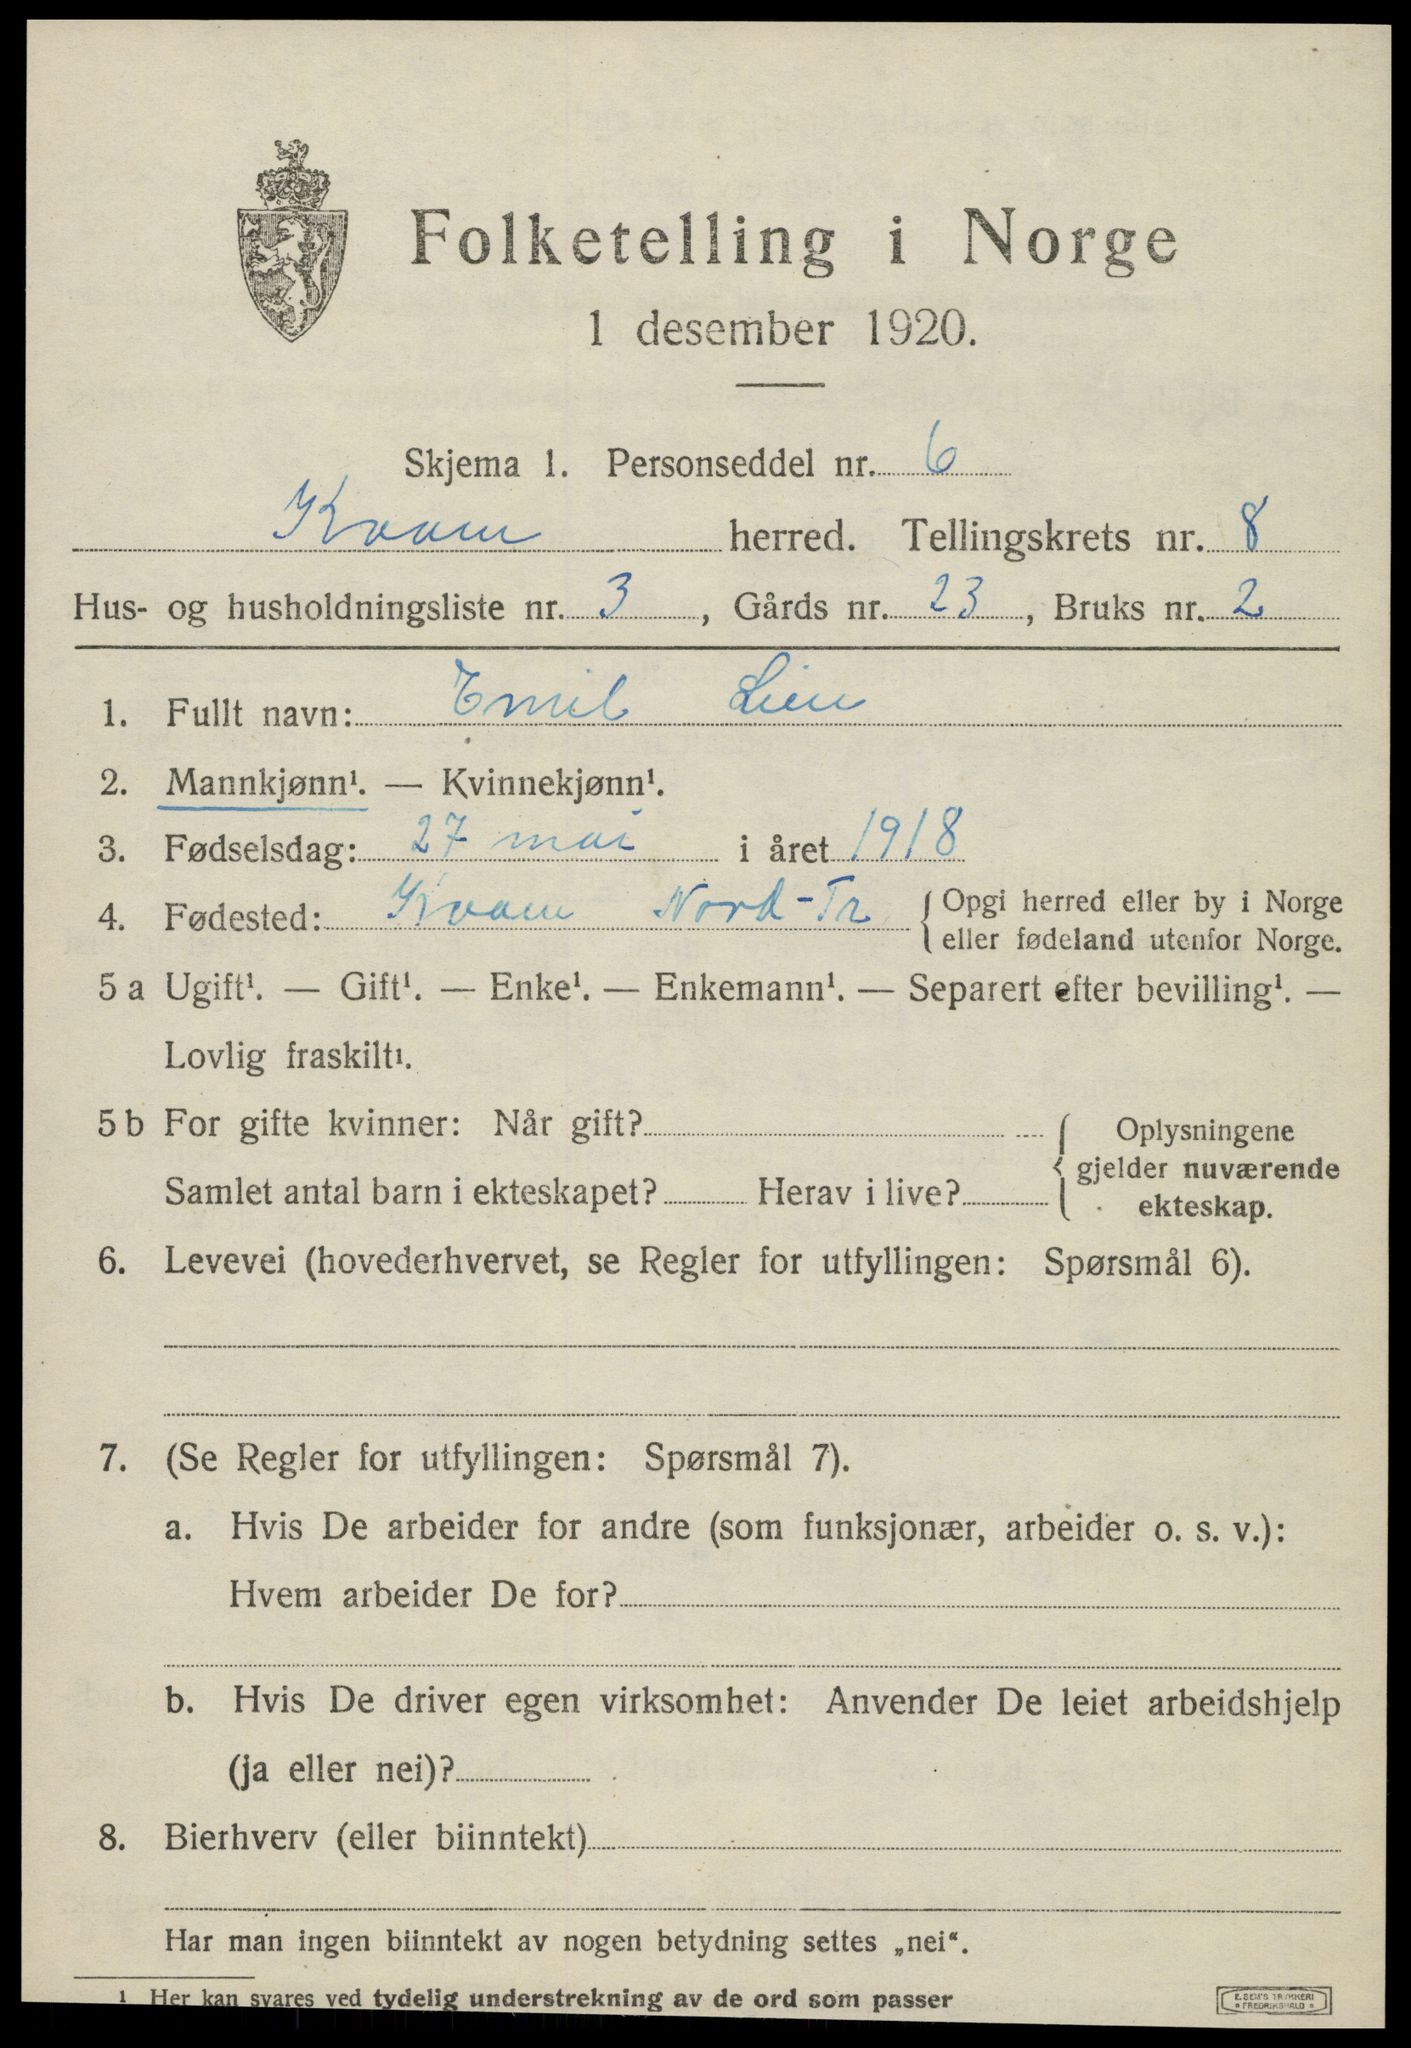 Folketelling i Norge
1 desember 1920.
Skjema 1. Personseddel nr. 6
Kvam herred. Tellingskrets nr. 8
Hus- og husholdningsliste nr. 3, Gårds nr. 23, Bruks nr. 2
1. Fullt navn: Emil Lien
2. Mannkjønn¹. — Kvinnekjønn¹.
3. Fødselsdag: 27 mai i året 1918
4. Fødested: Kvam Nord-Tr. { Opgi herred eller by i Norge
eller fødeland utenfor Norge.
5 a Ugift¹. — Gift¹. — Enke¹. — Enkemann¹. — Separert efter bevilling¹. —
Lovlig fraskilt¹.
5 b For gifte kvinner: Når gift?
Samlet antal barn i ekteskapet? Herav i live?
{ Oplysningene
gjelder nuværende
ekteskap.
6. Levevei (hovederhvervet, se Regler for utfyllingen: Spørsmål 6).
7. (Se Regler for utfyllingen: Spørsmål 7).
a. Hvis De arbeider for andre (som funksjonær, arbeider o. s. v.):
Hvem arbeider De for?
b. Hvis De driver egen virksomhet: Anvender De leiet arbeidshjelp
(ja eller nei)?
8. Bierhverv (eller biinntekt)
Har man ingen biinntekt av nogen betydning settes „nei“.
¹ Her kan svares ved tydelig understrekning av de ord som passer
E. SEM'S TRYKKERI
FREDRIKSHALD